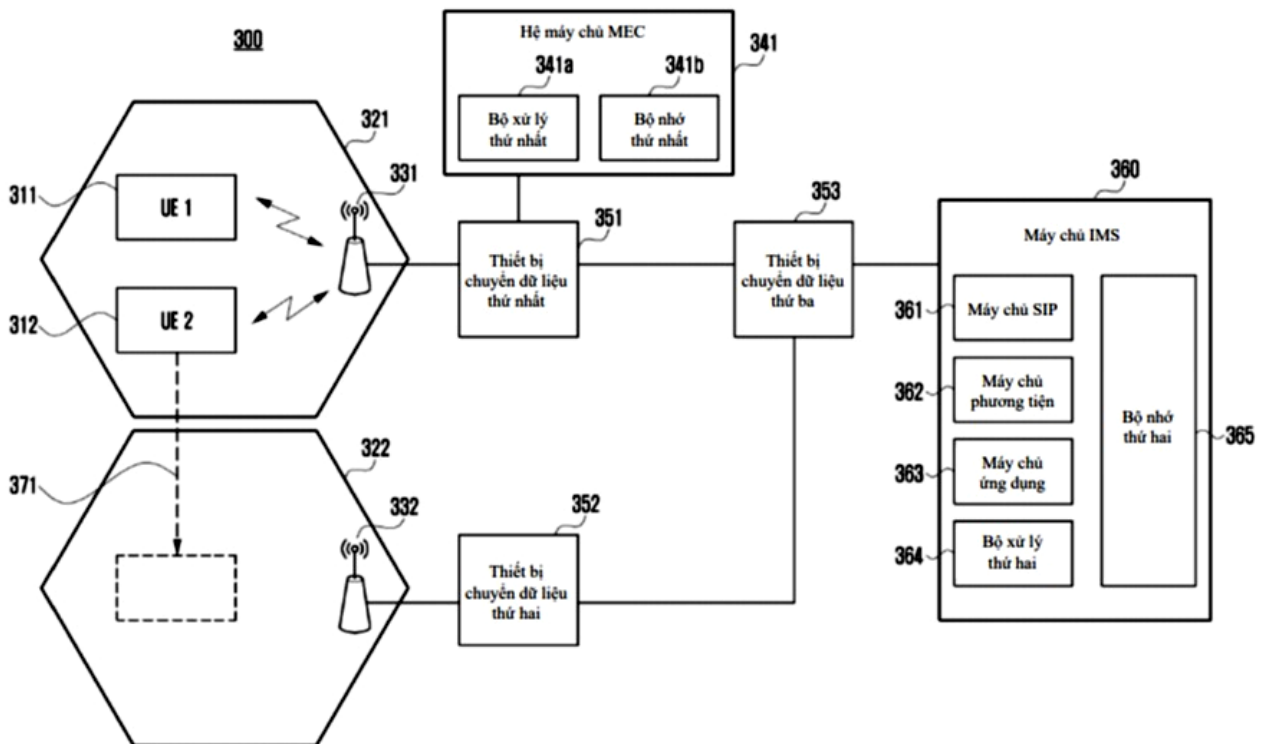 300
Hệ máy chủ MEC
341
341a
341b
Bộ xử lý
thứ nhất
Bộ nhớ
thứ nhất
321
311
UE 1
331
312
UE 2
351
Thiết bị
chuyển dữ liệu
thứ nhất
353
Thiết bị
chuyển dữ liệu
thứ ba
360
Máy chủ IMS
361
Máy chủ SIP
362
Máy chủ
phương tiện
363
Máy chủ
ứng dụng
364
Bộ xử lý
thứ hai
Bộ nhớ
thứ hai
365
371
322
332
352
Thiết bị
chuyển dữ liệu
thứ hai